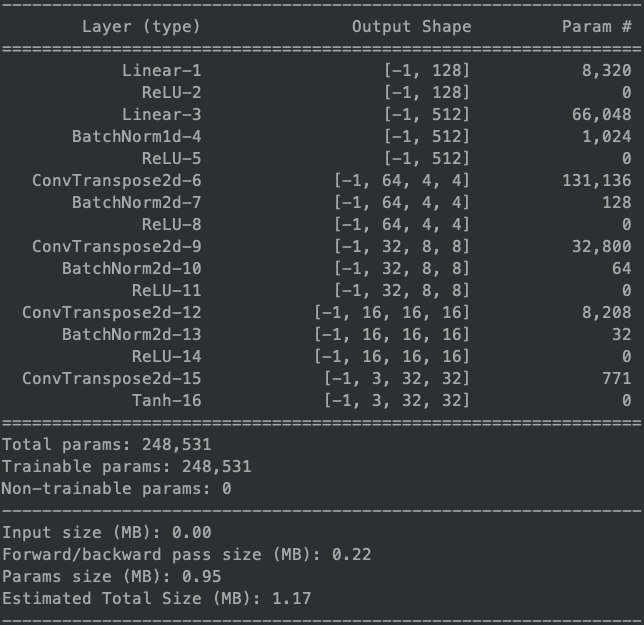 ----------------------------------------------------------------
Layer (type) Output Shape Param #
================================================================
Linear-1 [-1, 128] 8,320
ReLU-2 [-1, 128] 0
Linear-3 [-1, 512] 66,048
BatchNorm1d-4 [-1, 512] 1,024
ReLU-5 [-1, 512] 0
ConvTranspose2d-6 [-1, 64, 4, 4] 131,136
BatchNorm2d-7 [-1, 64, 4, 4] 128
ReLU-8 [-1, 64, 4, 4] 0
ConvTranspose2d-9 [-1, 32, 8, 8] 32,800
BatchNorm2d-10 [-1, 32, 8, 8] 64
ReLU-11 [-1, 32, 8, 8] 0
ConvTranspose2d-12 [-1, 16, 16, 16] 8,208
BatchNorm2d-13 [-1, 16, 16, 16] 32
ReLU-14 [-1, 16, 16, 16] 0
ConvTranspose2d-15 [-1, 3, 32, 32] 771
Tanh-16 [-1, 3, 32, 32] 0
================================================================
Total params: 248,531
Trainable params: 248,531
Non-trainable params: 0
----------------------------------------------------------------
Input size (MB): 0.00
Forward/backward pass size (MB): 0.22
Params size (MB): 0.95
Estimated Total Size (MB): 1.17
----------------------------------------------------------------